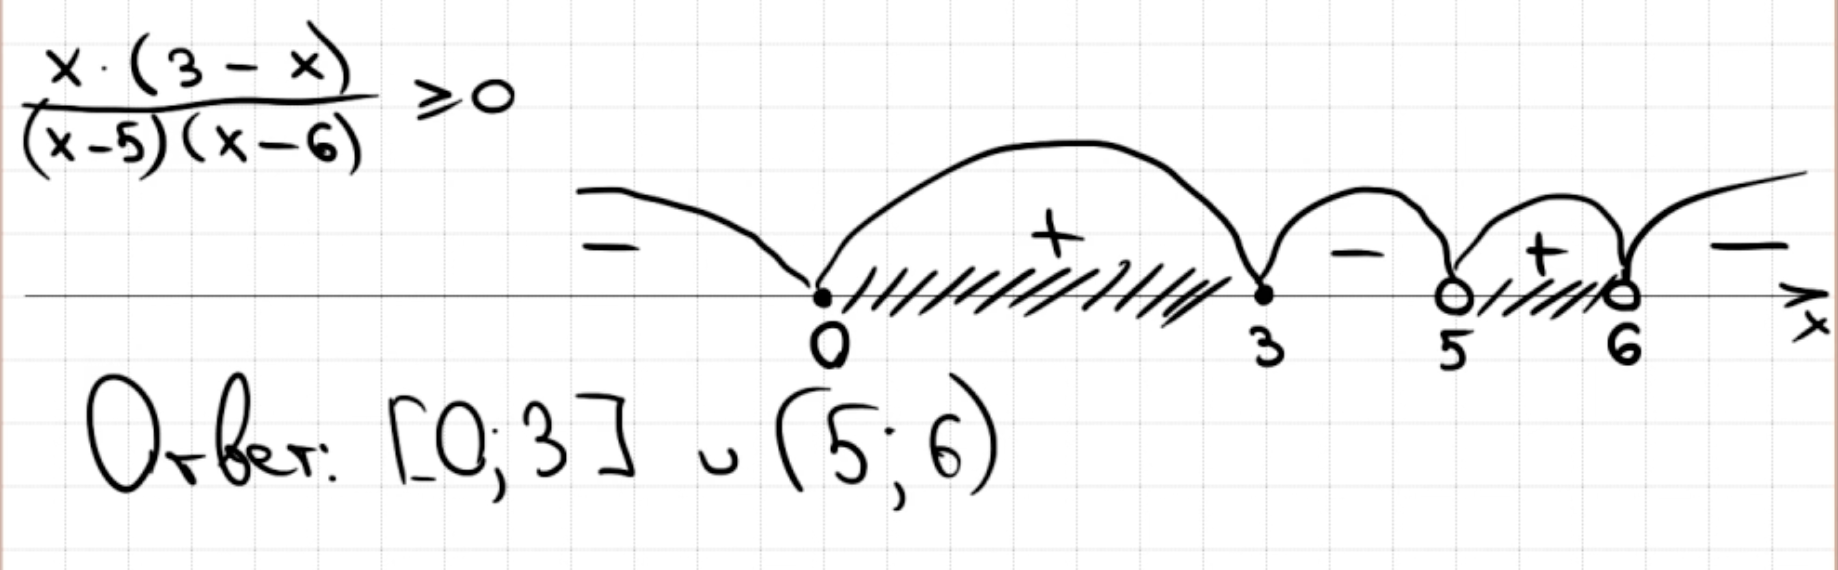 x · (3 - x)
(x-5)(x-6)
≥0
− + − + −
0 3 5 6 x
Ответ: [0;3] ∪ (5;6)